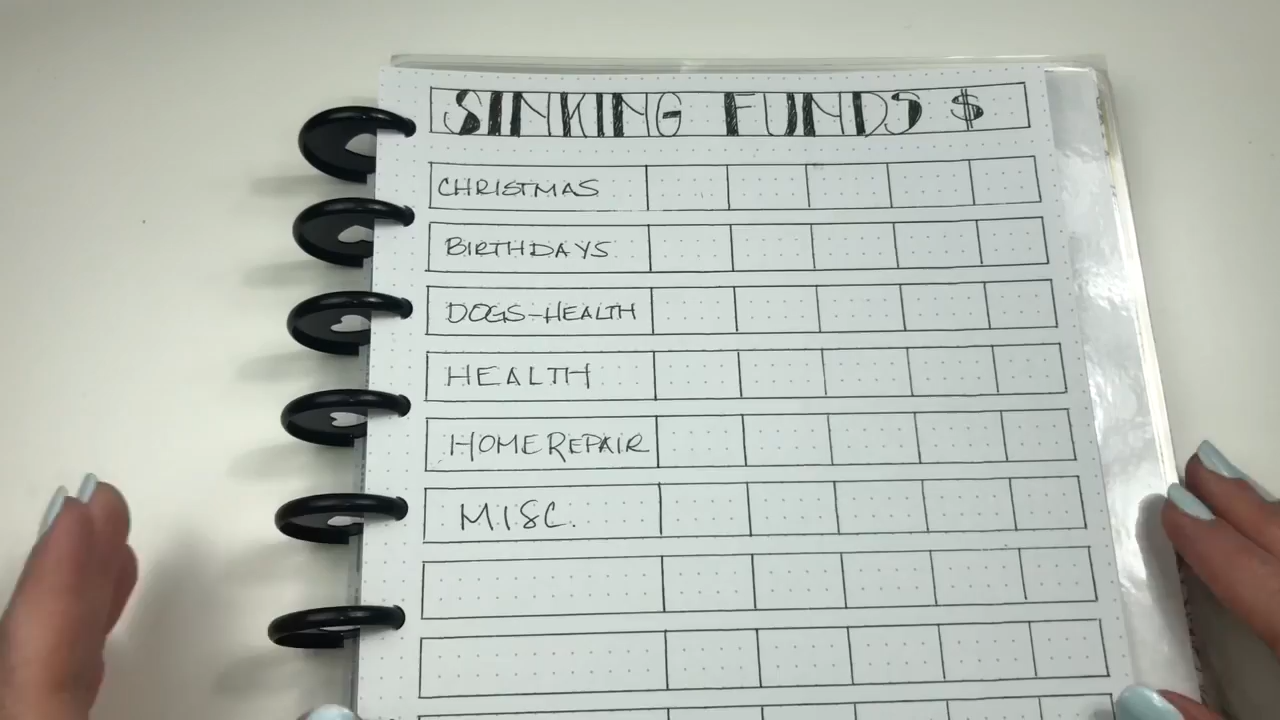 SINKING FUNDS $
CHRISTMAS
BIRTHDAYS
DOGS-HEALTH
HEALTH
HOME REPAIR
MISC.